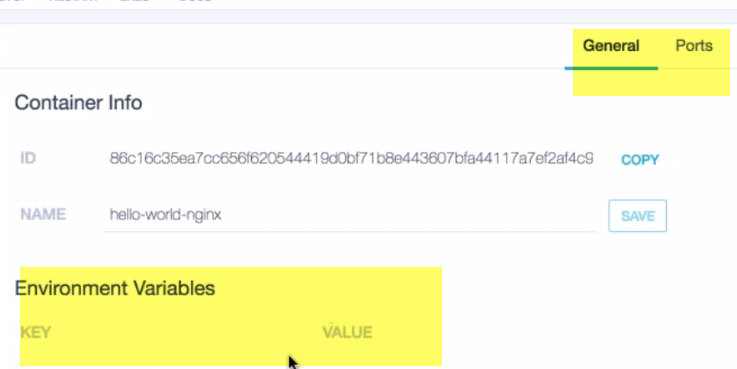 General Ports
Container Info
ID 86c16c35ea7cc656f620544419d0bf71b8e443607bfa44117a7ef2af4c9 COPY
NAME hello-world-nginx SAVE
Environment Variables
KEY VALUE